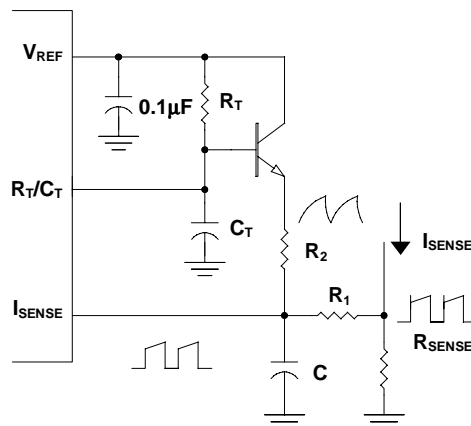 VREF
0.1μF
RT
RT/CT
CT
R2
ISENSE
ISENSE
R1
RSENSE
C